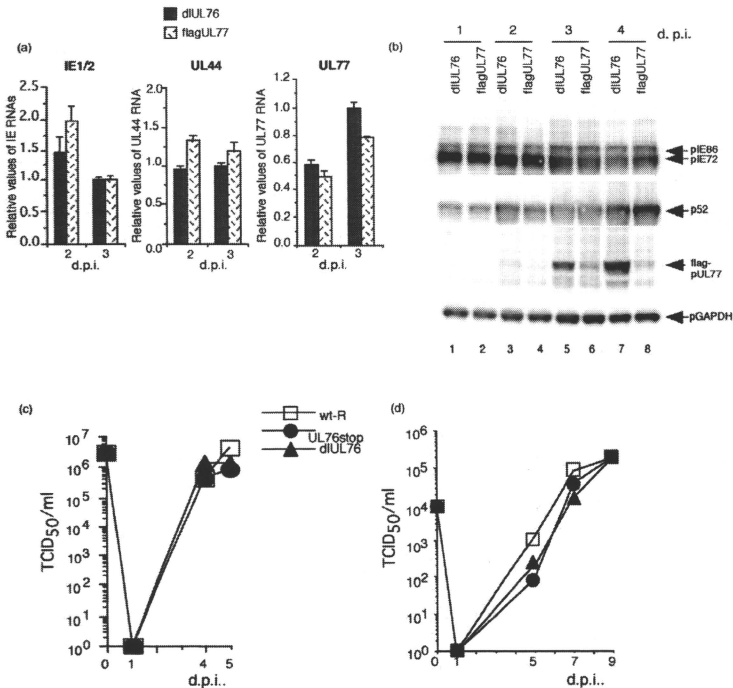 dlUL76
flagUL77
(a)
IE1/2
UL44
UL77
Relative values of IE RNAs
2.5
2.0
1.5
1.0
0.5
0.0
2 3
d.p.i.
Relative values of UL44 RNA
2.0
1.5
1.0
0.5
0.0
2 3
d.p.i.
Relative values of UL77 RNA
1.2
1.0
0.8
0.6
0.4
0.2
0.0
2 3
d.p.i.
(b)
1 2 3 4 d. p.i.
dlUL76 flagUL77 dlUL76 flagUL77 dlUL76 flagUL77 dlUL76 flagUL77
pIE86
pIE72
p52
flag-
pUL77
pGAPDH
1 2 3 4 5 6 7 8
(c)
wt-R
UL76stop
dlUL76
TCID50/ml
10^7
10^6
10^5
10^4
10^3
10^2
10^1
10^0
0 1 4 5
d.p.i..
(d)
TCID50/ml
10^6
10^5
10^4
10^3
10^2
10^1
10^0
0 1 5 7 9
d.p.i..